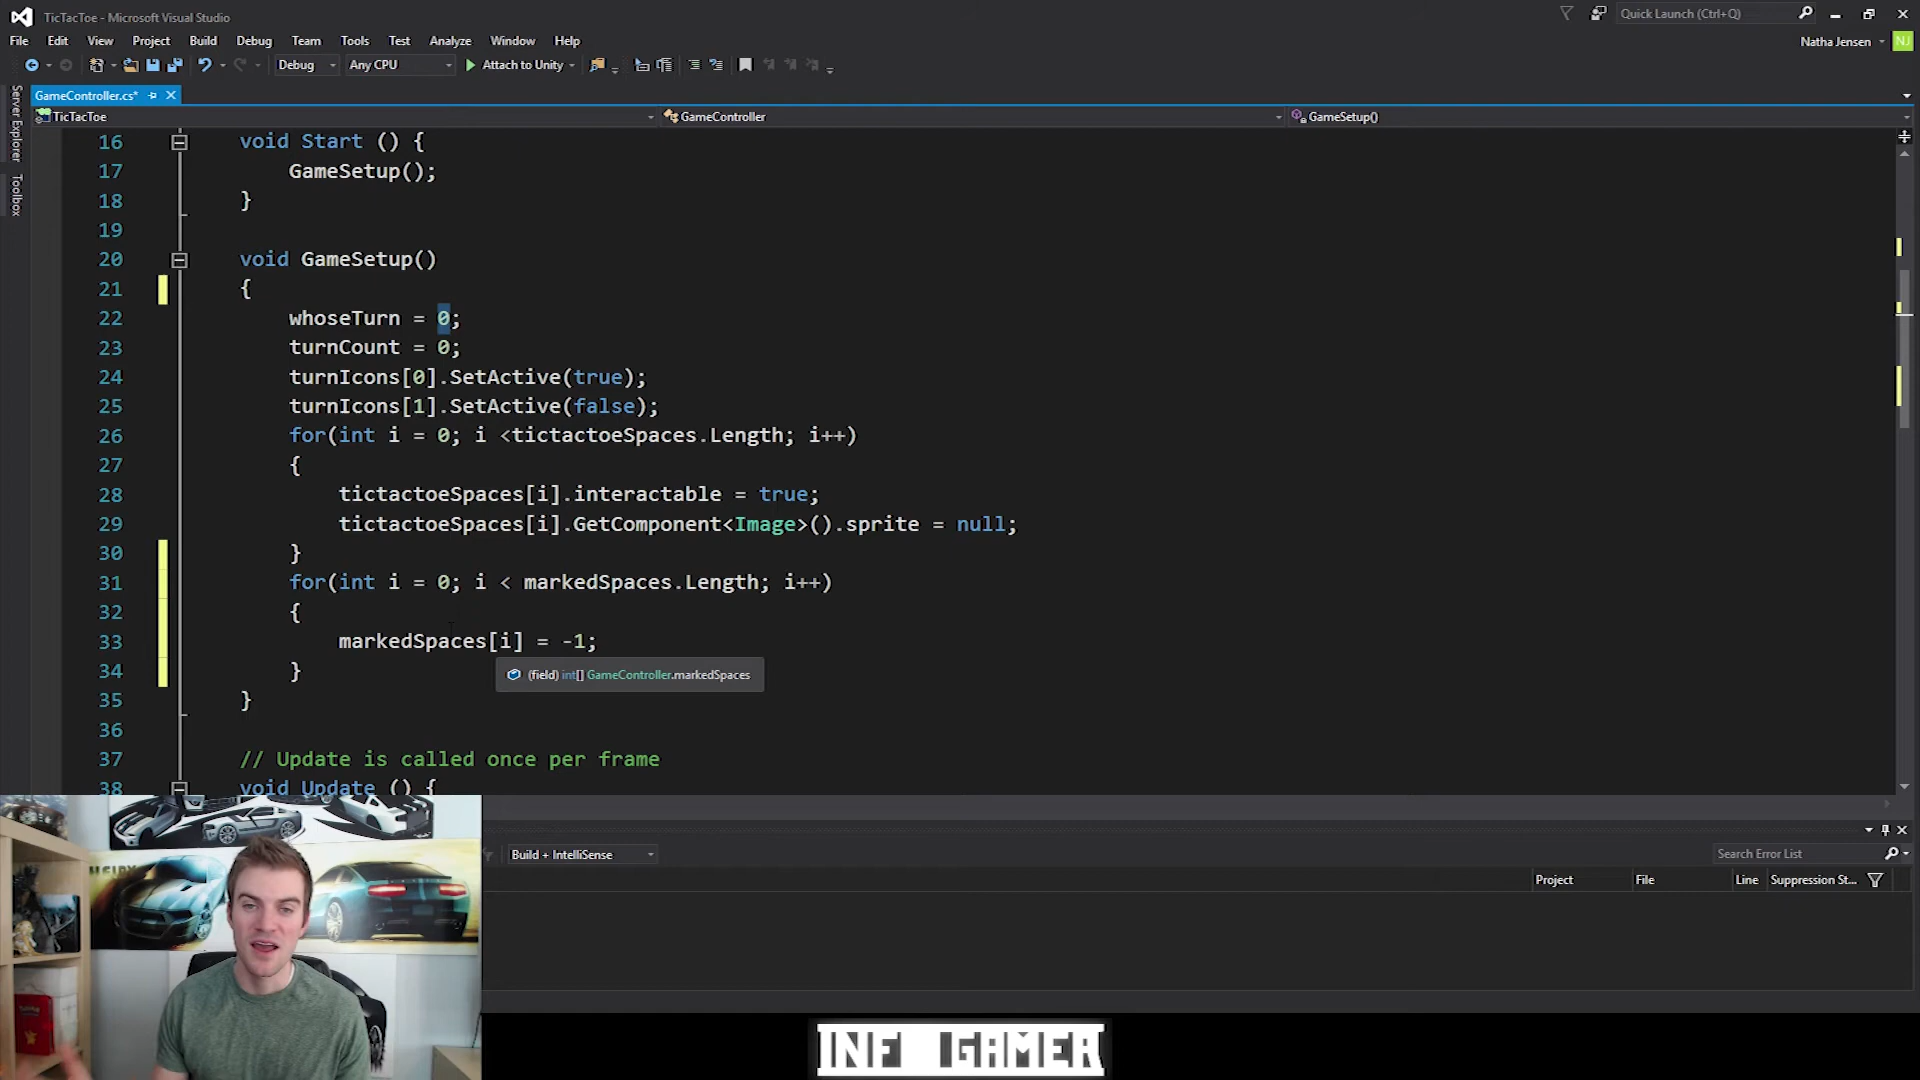 TicTacToe - Microsoft Visual Studio
Quick Launch (Ctrl+Q)
File Edit View Project Build Debug Team Tools Test Analyze Window Help
Natha Jensen
NJ
Debug Any CPU Attach to Unity
Server Explorer
Toolbox
GameController.cs*
TicTacToe GameController GameSetup()
16 void Start () {
17 GameSetup();
18 }
19
20 void GameSetup()
21 {
22 whoseTurn = 0;
23 turnCount = 0;
24 turnIcons[0].SetActive(true);
25 turnIcons[1].SetActive(false);
26 for(int i = 0; i <tictactoeSpaces.Length; i++)
27 {
28 tictactoeSpaces[i].interactable = true;
29 tictactoeSpaces[i].GetComponent<Image>().sprite = null;
30 }
31 for(int i = 0; i < markedSpaces.Length; i++)
32 {
33 markedSpaces[i] = -1;
34 }
(field) int[] GameController.markedSpaces
35 }
36
37 // Update is called once per frame
38 void Update () {
Build + IntelliSense
Search Error List
Project File Line Suppression St...
INF GAMER